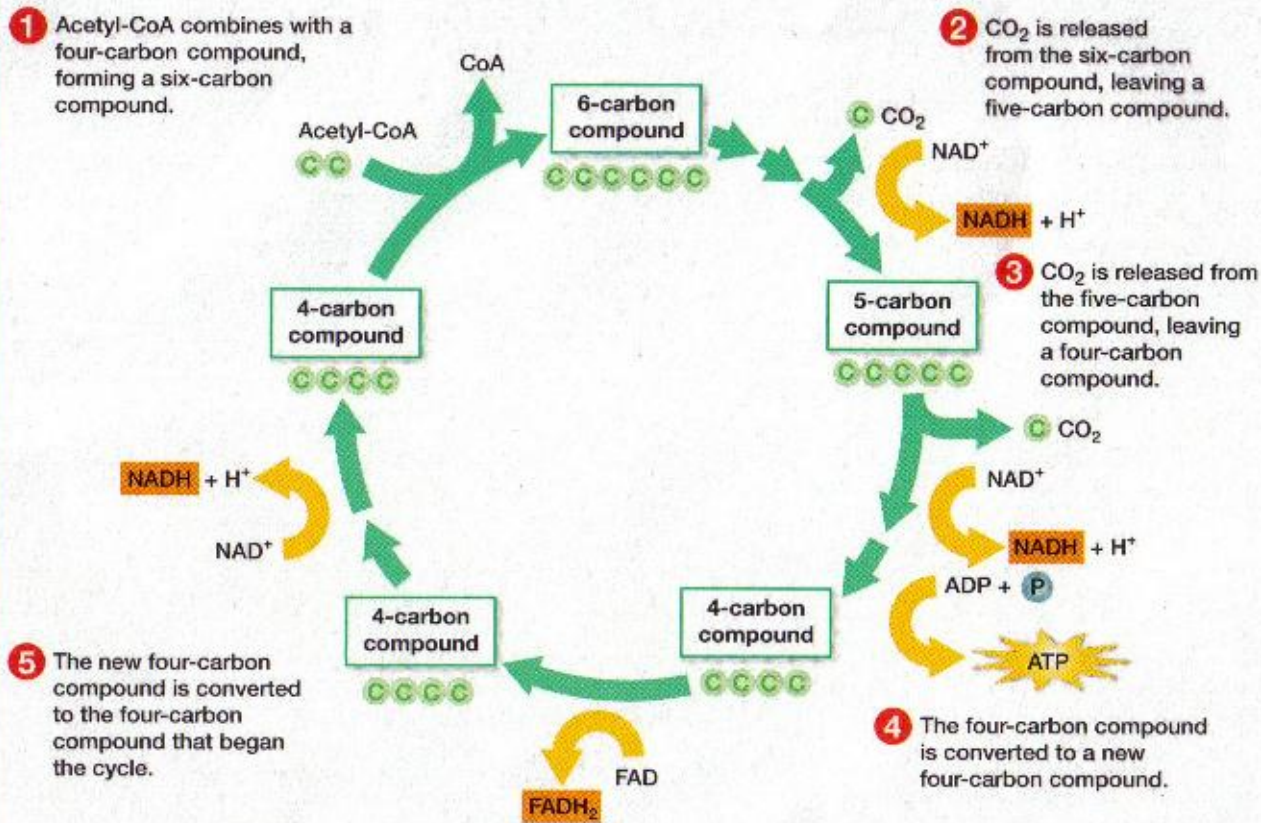 1 Acetyl-CoA combines with a
four-carbon compound,
forming a six-carbon
compound.
CoA
Acetyl-CoA
C C
6-carbon
compound
C C C C C C
2 CO₂ is released
from the six-carbon
compound, leaving a
five-carbon compound.
C CO₂
NAD⁺
NADH + H⁺
3 CO₂ is released from
the five-carbon
compound, leaving
a four-carbon
compound.
5-carbon
compound
C C C C C
C CO₂
NAD⁺
NADH + H⁺
ADP + P
ATP
4-carbon
compound
C C C C
4 The four-carbon compound
is converted to a new
four-carbon compound.
FAD
FADH₂
4-carbon
compound
C C C C
5 The new four-carbon
compound is converted
to the four-carbon
compound that began
the cycle.
NAD⁺
NADH + H⁺
4-carbon
compound
C C C C